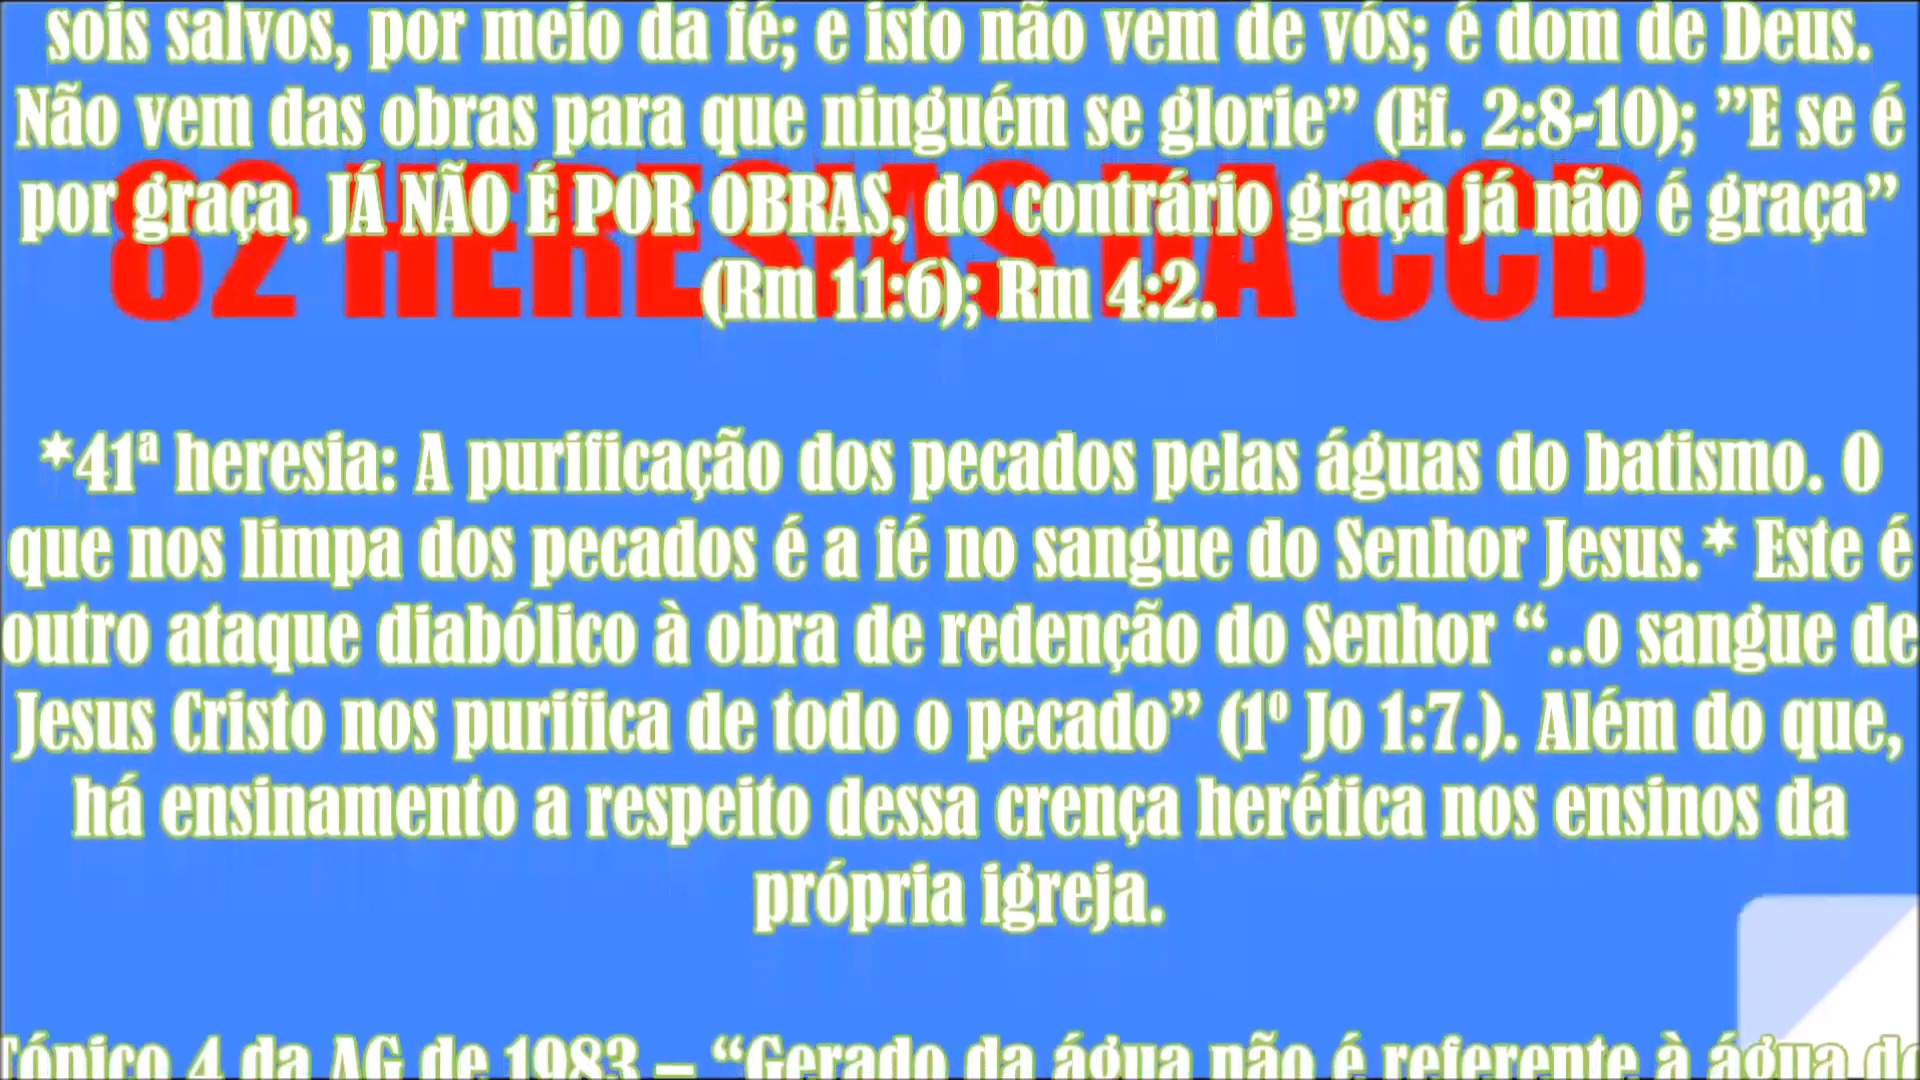 sois salvos, por meio da fé; e isto não vem de vós; é dom de Deus.
Não vem das obras para que ninguém se glorie” (Ef. 2:8-10); ”E se é
por graça, JÁ NÃO É POR OBRAS, do contrário graça já não é graça”
82 HERESIAS DA CCB
(Rm 11:6); Rm 4:2.
*41ª heresia: A purificação dos pecados pelas águas do batismo. O
que nos limpa dos pecados é a fé no sangue do Senhor Jesus.* Este é
outro ataque diabólico à obra de redenção do Senhor “..o sangue de
Jesus Cristo nos purifica de todo o pecado” (1º Jo 1:7.). Além do que,
há ensinamento a respeito dessa crença herética nos ensinos da
própria igreja.
Tópico 4 da AG de 1983 – “Gerado da água não é referente à água do